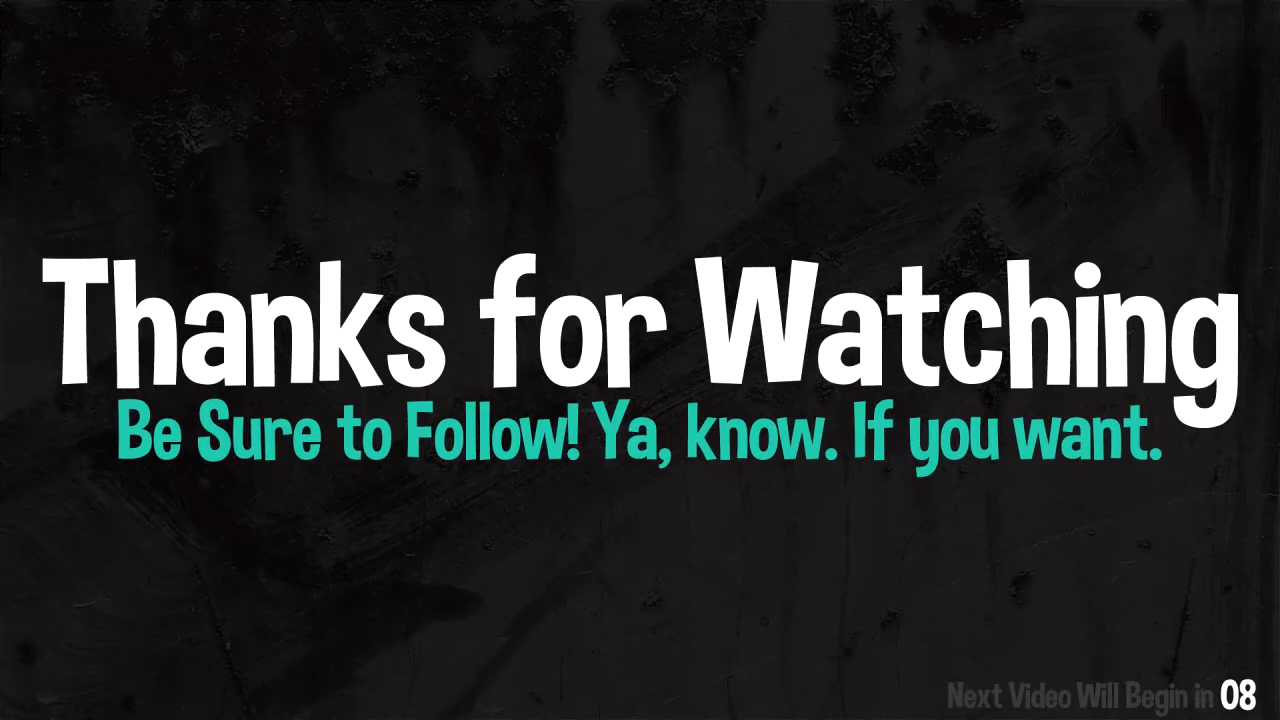 Thanks for Watching
Be Sure to Follow! Ya, know. If you want.
Next Video Will Begin in 08